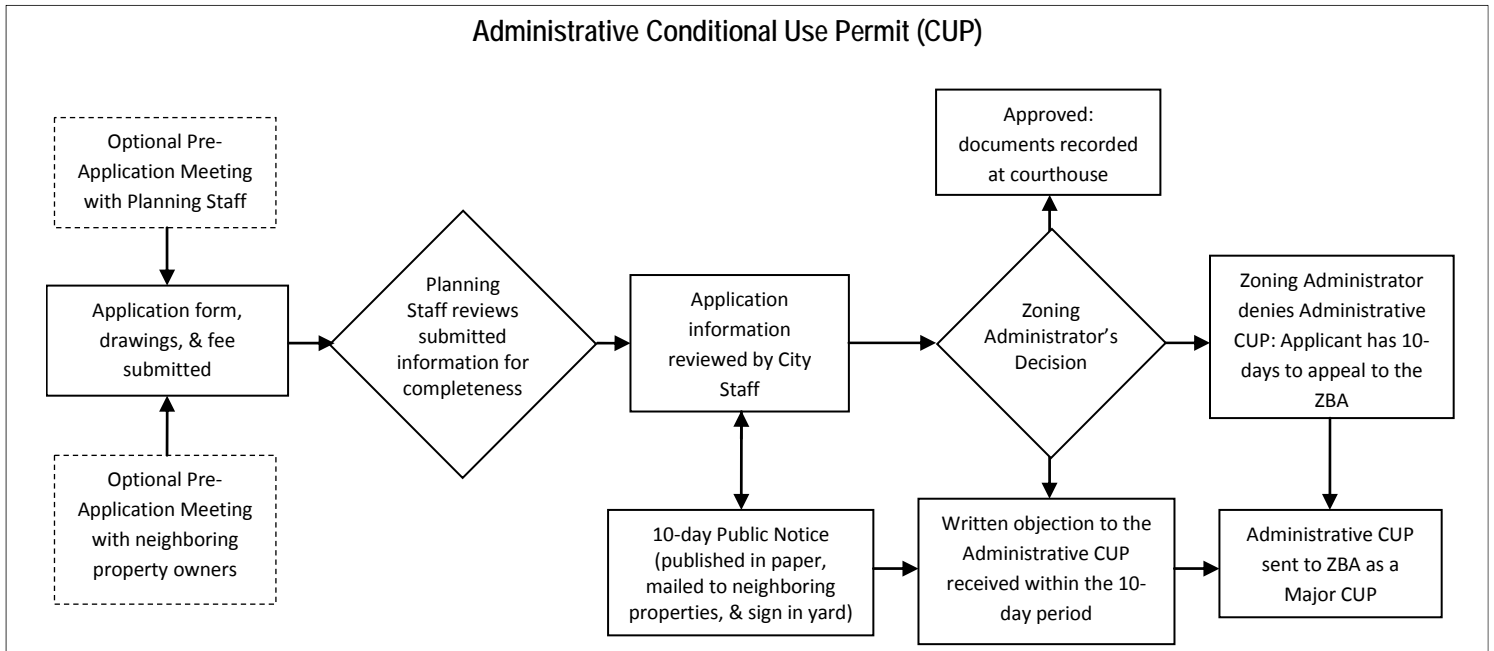 Administrative Conditional Use Permit (CUP)
Optional Pre-
Application Meeting
with Planning Staff
Application form,
drawings, & fee
submitted
Optional Pre-
Application Meeting
with neighboring
property owners
Planning
Staff reviews
submitted
information for
completeness
Application
information
reviewed by City
Staff
10-day Public Notice
(published in paper,
mailed to neighboring
properties, & sign in yard)
Approved:
documents recorded
at courthouse
Zoning
Administrator’s
Decision
Written objection to the
Administrative CUP
received within the 10-
day period
Zoning Administrator
denies Administrative
CUP: Applicant has 10-
days to appeal to the
ZBA
Administrative CUP
sent to ZBA as a
Major CUP